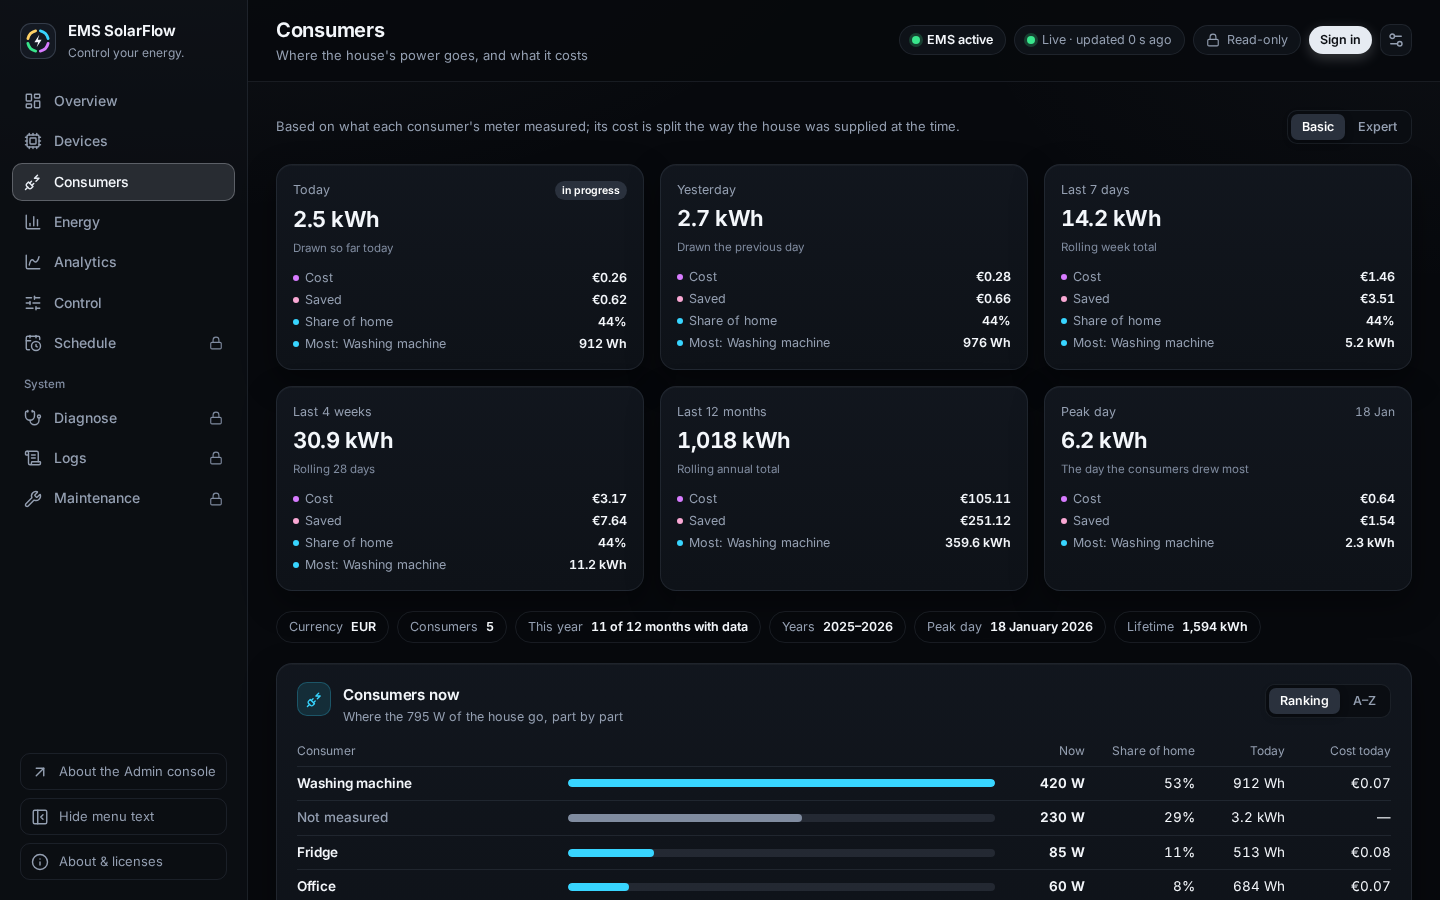 EMS SolarFlow
Control your energy.
Overview
Devices
Consumers
Energy
Analytics
Control
Schedule
System
Diagnose
Logs
Maintenance
About the Admin console
Hide menu text
About & licenses
Consumers
Where the house's power goes, and what it costs
EMS active
Live · updated 0 s ago
Read-only
Sign in
Based on what each consumer's meter measured; its cost is split the way the house was supplied at the time.
Basic Expert
Today in progress
2.5 kWh
Drawn so far today
Cost €0.26
Saved €0.62
Share of home 44%
Most: Washing machine 912 Wh
Yesterday
2.7 kWh
Drawn the previous day
Cost €0.28
Saved €0.66
Share of home 44%
Most: Washing machine 976 Wh
Last 7 days
14.2 kWh
Rolling week total
Cost €1.46
Saved €3.51
Share of home 44%
Most: Washing machine 5.2 kWh
Last 4 weeks
30.9 kWh
Rolling 28 days
Cost €3.17
Saved €7.64
Share of home 44%
Most: Washing machine 11.2 kWh
Last 12 months
1,018 kWh
Rolling annual total
Cost €105.11
Saved €251.12
Most: Washing machine 359.6 kWh
Peak day 18 Jan
6.2 kWh
The day the consumers drew most
Cost €0.64
Saved €1.54
Most: Washing machine 2.3 kWh
Currency EUR
Consumers 5
This year 11 of 12 months with data
Years 2025–2026
Peak day 18 January 2026
Lifetime 1,594 kWh
Consumers now
Where the 795 W of the house go, part by part
Ranking A–Z
Consumer Now Share of home Today Cost today
Washing machine 420 W 53% 912 Wh €0.07
Not measured 230 W 29% 3.2 kWh —
Fridge 85 W 11% 513 Wh €0.08
Office 60 W 8% 684 Wh €0.07